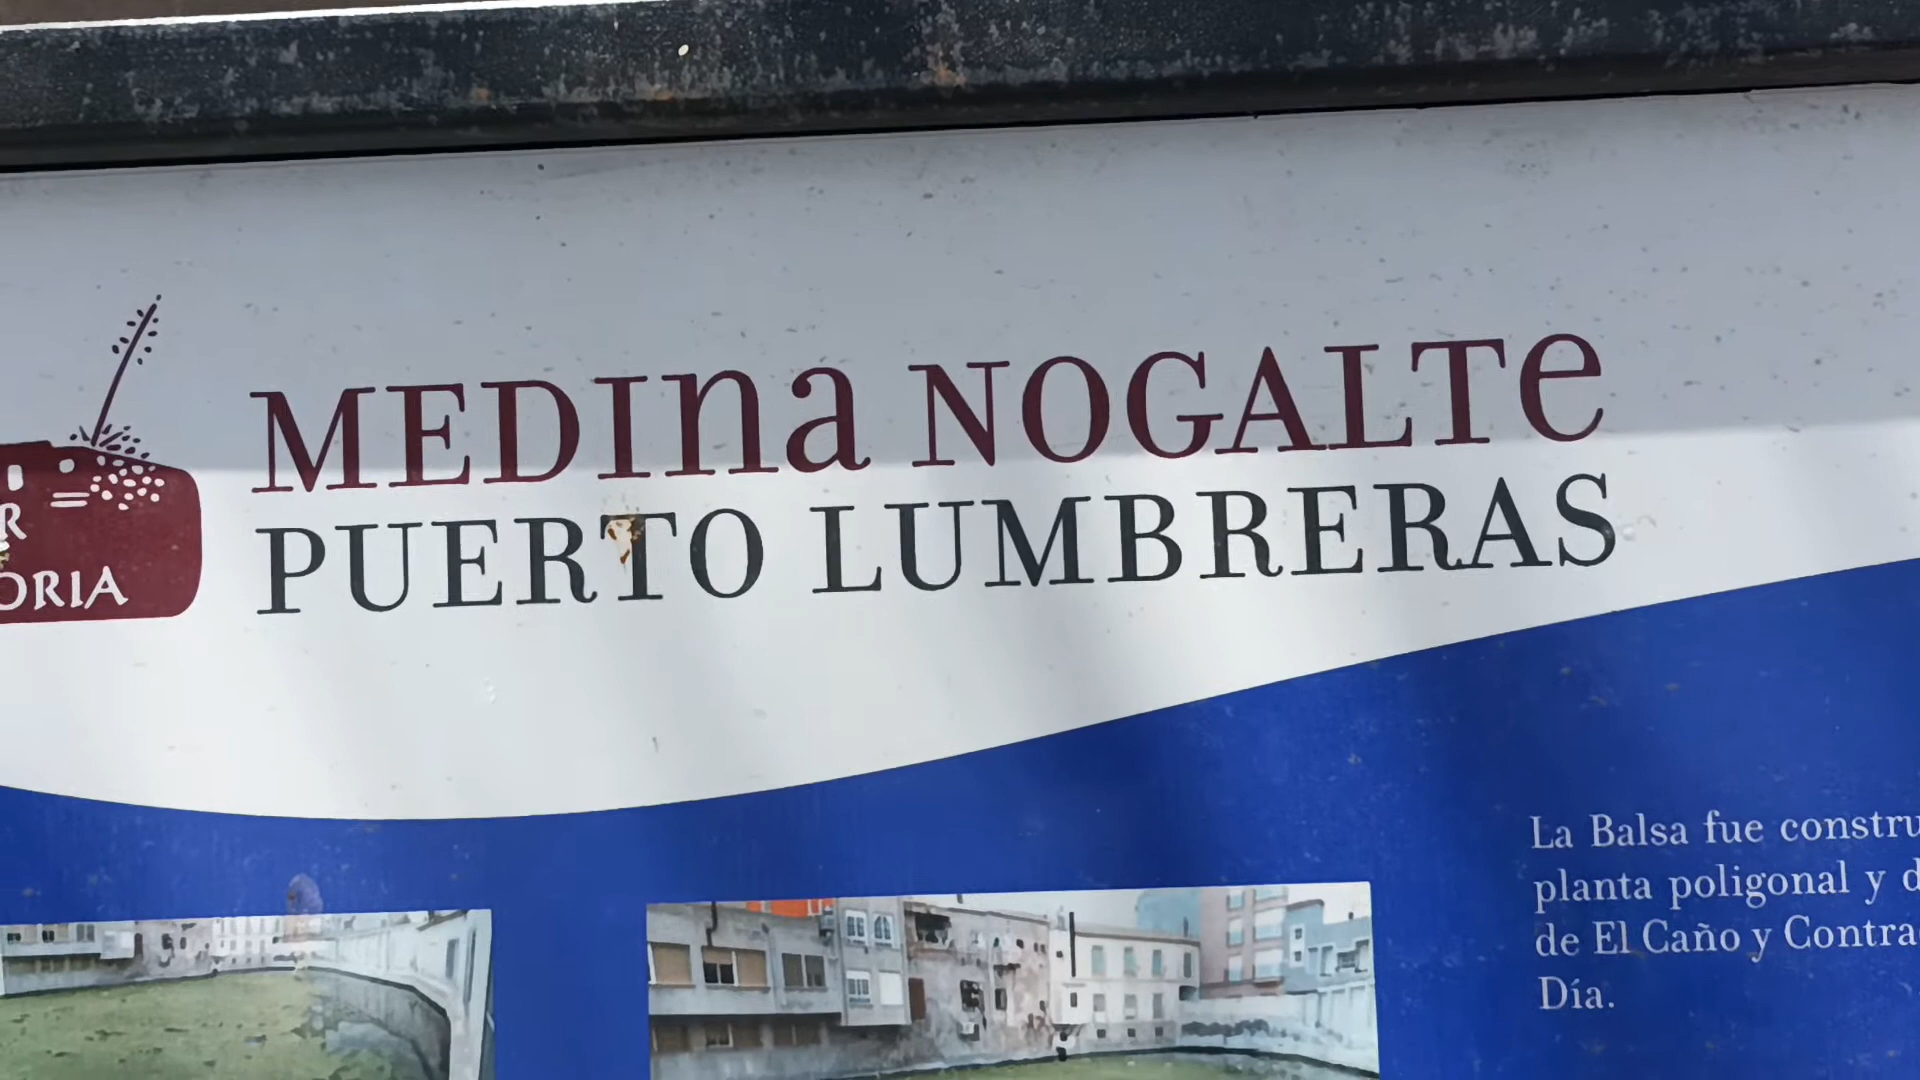 MEDINA NOGALTE
PUERTO LUMBRERAS
R
ORIA
La Balsa fue constru
planta poligonal y d
de El Caño y Contra
Día.